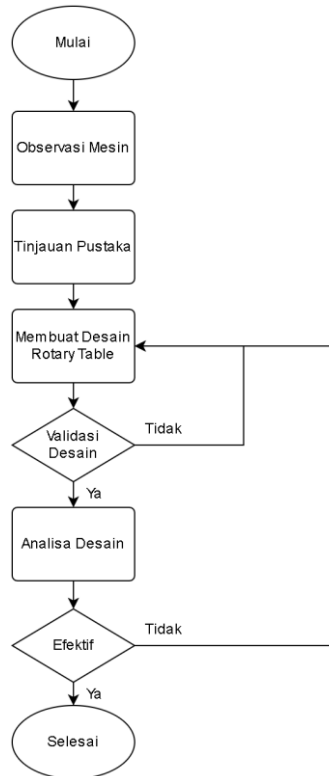 Mulai
Observasi Mesin
Tinjauan Pustaka
Membuat Desain
Rotary Table
Validasi
Desain
Tidak
Ya
Analisa Desain
Efektif
Tidak
Ya
Selesai